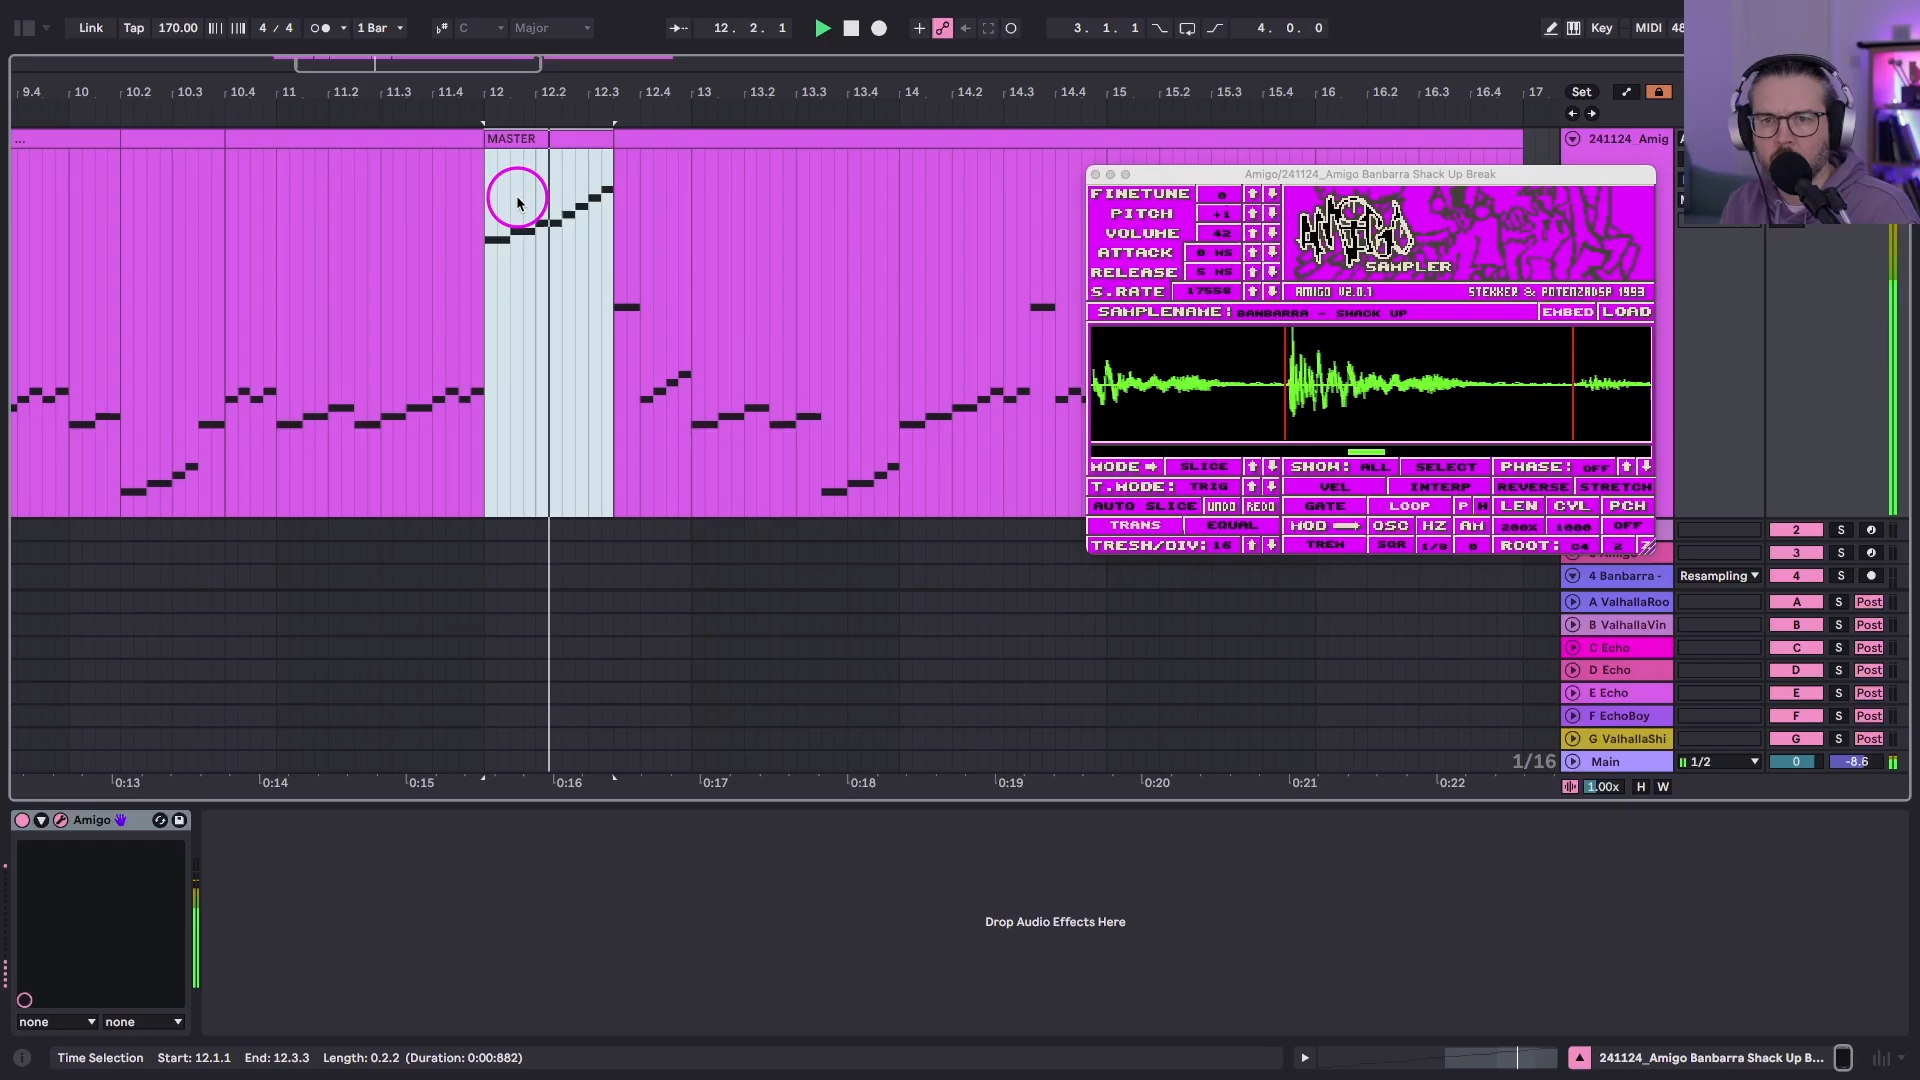 Link Tap 170.00 4 / 4 1 Bar C Major 12. 2. 1 3. 1. 1 4. 0. 0 Key MIDI 48
9.4 10 10.2 10.3 10.4 11 11.2 11.3 11.4 12 12.2 12.3 12.4 13 13.2 13.3 13.4 14 14.2 14.3 14.4 15 15.2 15.3 15.4 16 16.2 16.3 16.4 17 Set
... MASTER 241124_Amig
Amigo/241124_Amigo Banbarra Shack Up Break
FINETUNE 0
PITCH +1
VOLUME 42
ATTACK 0 MS
RELEASE 5 MS
AMIGO
SAMPLER
S.RATE 17558 AMIGO V2.0.1 STEKKER & POTENZADSP 1993
SAMPLENAME: BANBARRA - SHACK UP EMBED LOAD
MODE SLICE SHOW: ALL SELECT PHASE: OFF
T.MODE: TRIG VEL INTERP REVERSE STRETCH
AUTO SLICE UNDO REDO GATE LOOP P H LEN CYL PCH
TRANS EQUAL MOD OSC HZ AM 200% 1000 OFF
TRESH/DIV: 16 TREM SQR 1/8 0 ROOT: C4 2
2 S
3 S
4 Banbarra - Resampling 4 S
A ValhallaRoo A S Post
B ValhallaVin B S Post
C Echo C S Post
D Echo D S Post
E Echo E S Post
F EchoBoy F S Post
G ValhallaShi G S Post
1/16 Main 1/2 0 -8.6
0:13 0:14 0:15 0:16 0:17 0:18 0:19 0:20 0:21 0:22 1.00x H W
Amigo
Drop Audio Effects Here
none none
Time Selection Start: 12.1.1 End: 12.3.3 Length: 0.2.2 (Duration: 0:00:882) 241124_Amigo Banbarra Shack Up B...